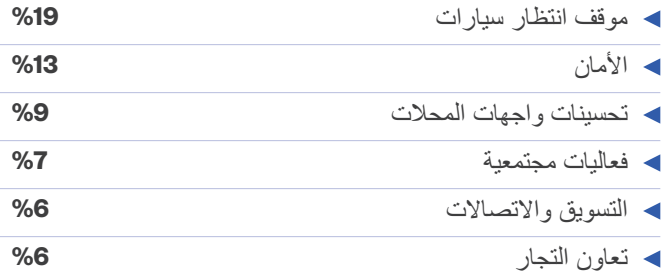 موقف انتظار سيارات %19
الأمان %13
تحسينات واجهات المحلات %9
فعاليات مجتمعية %7
التسويق والاتصالات %6
تعاون التجار %6